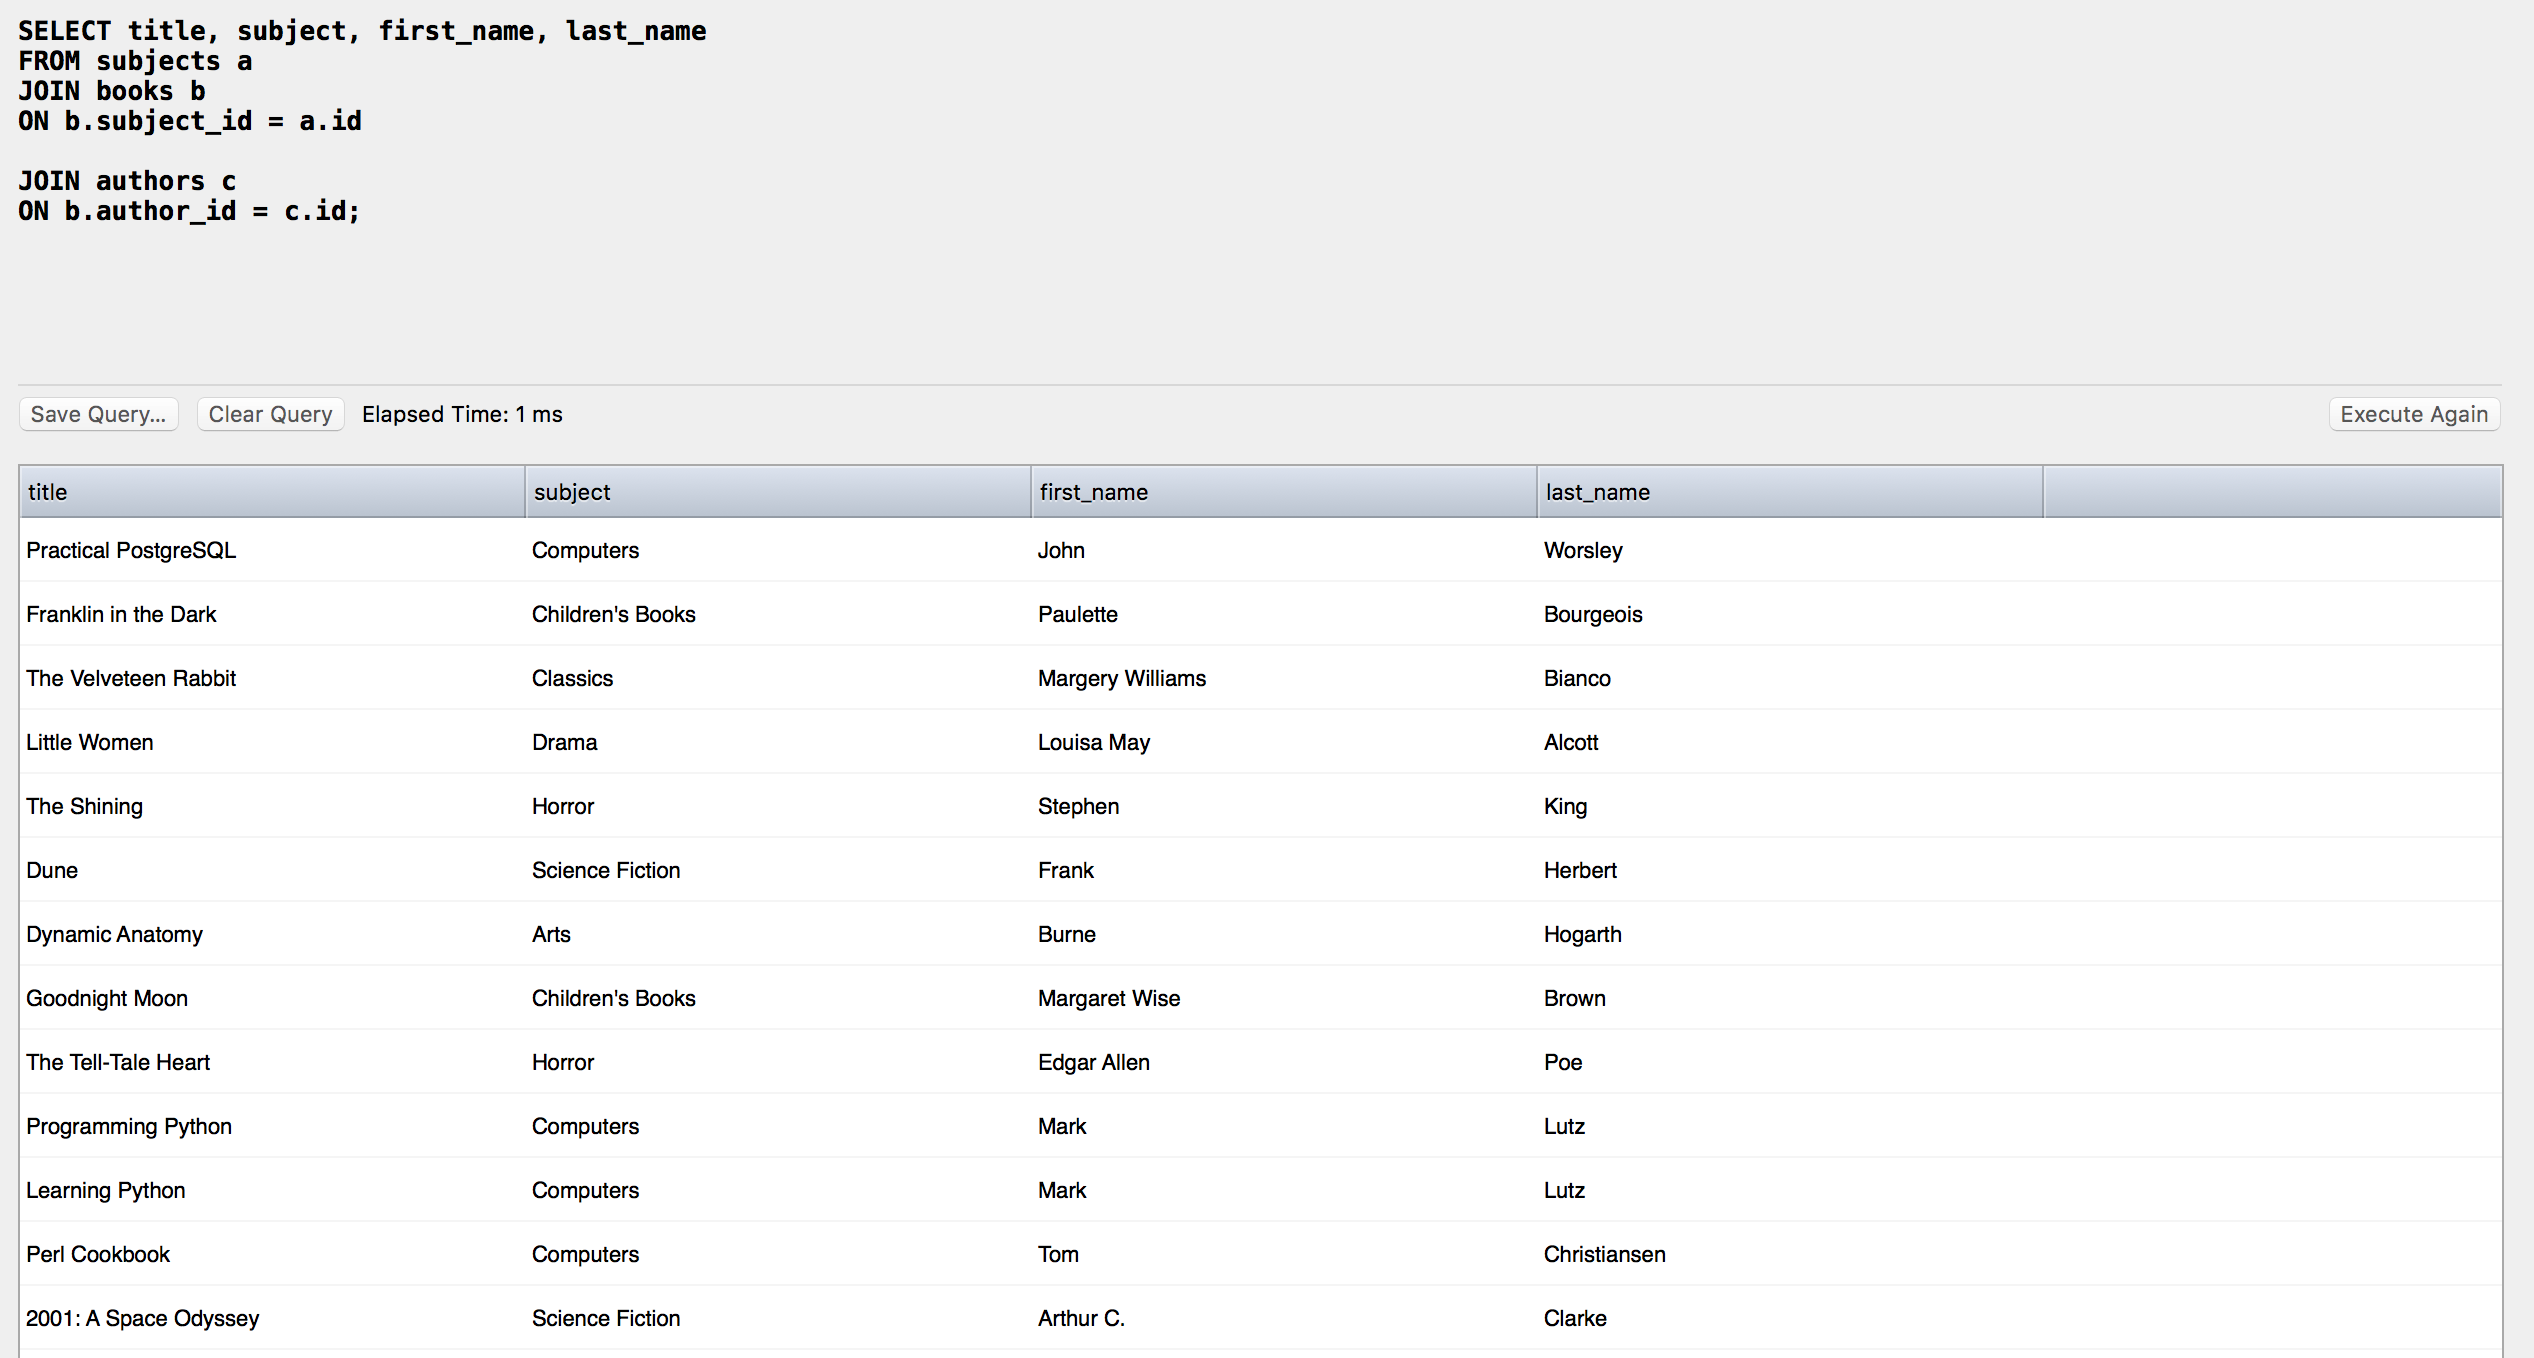 SELECT title, subject, first_name, last_name
FROM subjects a
JOIN books b
ON b.subject_id = a.id
JOIN authors c
ON b.author_id = c.id;
Save Query... Clear Query Elapsed Time: 1 ms Execute Again
title subject first_name last_name
Practical PostgreSQL Computers John Worsley
Franklin in the Dark Children's Books Paulette Bourgeois
The Velveteen Rabbit Classics Margery Williams Bianco
Little Women Drama Louisa May Alcott
The Shining Horror Stephen King
Dune Science Fiction Frank Herbert
Dynamic Anatomy Arts Burne Hogarth
Goodnight Moon Children's Books Margaret Wise Brown
The Tell-Tale Heart Horror Edgar Allen Poe
Programming Python Computers Mark Lutz
Learning Python Computers Mark Lutz
Perl Cookbook Computers Tom Christiansen
2001: A Space Odyssey Science Fiction Arthur C. Clarke